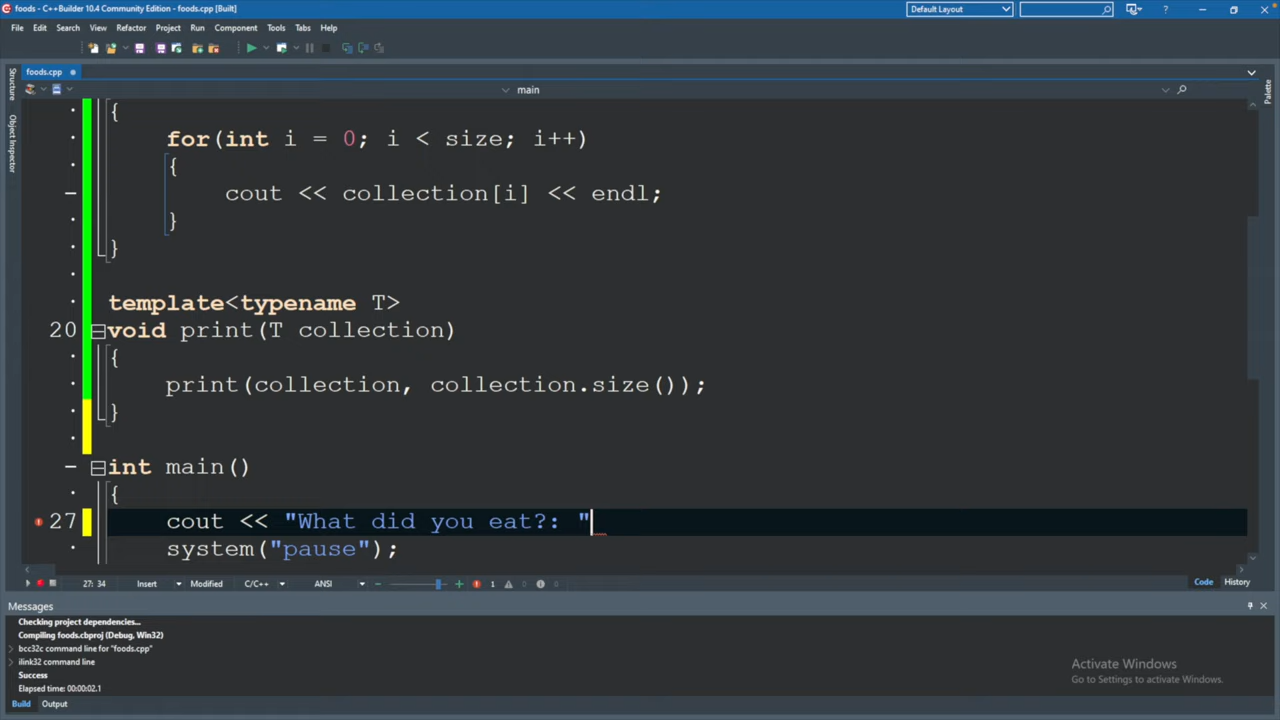 foods - C++Builder 10.4 Community Edition - foods.cpp [Built]
Default Layout
File Edit Search View Refactor Project Run Component Tools Tabs Help
foods.cpp
main
Structure
Object Inspector
Palette
{
for(int i = 0; i < size; i++)
{
cout << collection[i] << endl;
}
}
template<typename T>
20 void print(T collection)
{
print(collection, collection.size());
}
int main()
{
27 cout << "What did you eat?: "
system("pause");
27: 34 Insert Modified C/C++ ANSI 1 Code History
Messages
Checking project dependencies...
Compiling foods.cbproj (Debug, Win32)
bcc32c command line for "foods.cpp"
ilink32 command line
Success
Elapsed time: 00:00:02.1
Build Output
Activate Windows
Go to Settings to activate Windows.